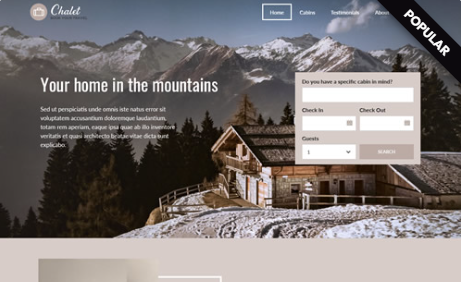 Chalet
Home Cabins Testimonials About
POPULAR
Your home in the mountains
Sed ut perspiciatis unde omnis iste natus error sit
voluptatem accusantium doloremque laudantium,
totam rem aperiam, eaque ipsa quae ab illo inventore
veritatis et quasi architecto beatae vitae dicta sunt
explicabo.
Do you have a specific cabin in mind?
Check In Check Out
Guests
1 SEARCH